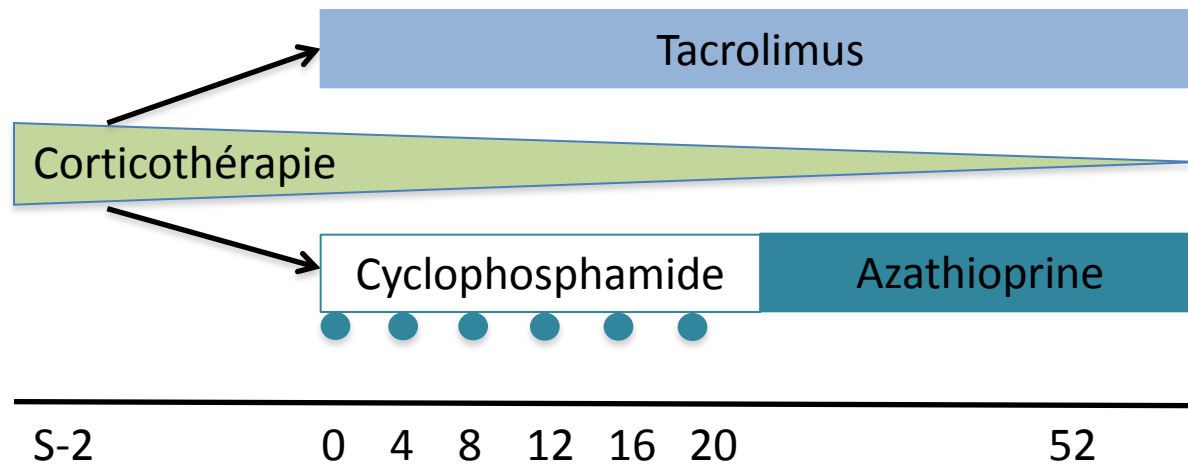 Tacrolimus
Corticothérapie
Cyclophosphamide
Azathioprine
S-2 0 4 8 12 16 20 52